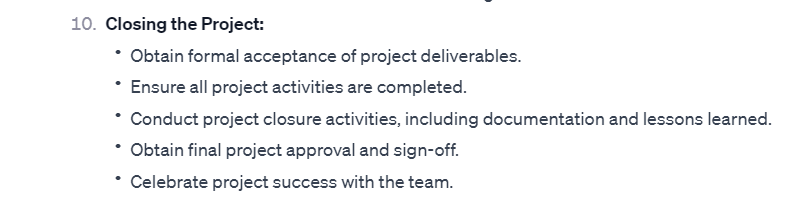 10. Closing the Project:
• Obtain formal acceptance of project deliverables.
• Ensure all project activities are completed.
• Conduct project closure activities, including documentation and lessons learned.
• Obtain final project approval and sign-off.
• Celebrate project success with the team.